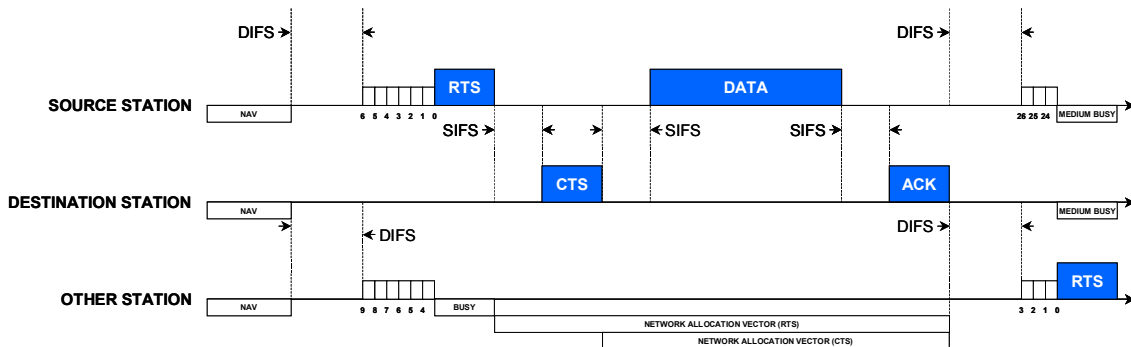 DIFS
DIFS
RTS
DATA
SOURCE STATION
NAV
6 5 4 3 2 1 0
26 25 24
MEDIUM BUSY
SIFS
SIFS
SIFS
CTS
ACK
DESTINATION STATION
NAV
MEDIUM BUSY
DIFS
DIFS
RTS
OTHER STATION
NAV
9 8 7 6 5 4
BUSY
3 2 1 0
NETWORK ALLOCATION VECTOR (RTS)
NETWORK ALLOCATION VECTOR (CTS)